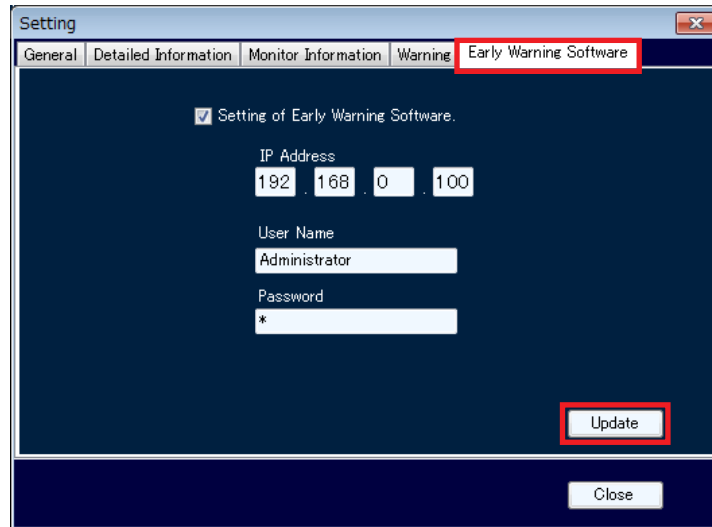 Setting
General Detailed Information Monitor Information Warning Early Warning Software
Setting of Early Warning Software.
IP Address
192 . 168 . 0 . 100
User Name
Administrator
Password
*
Update
Close